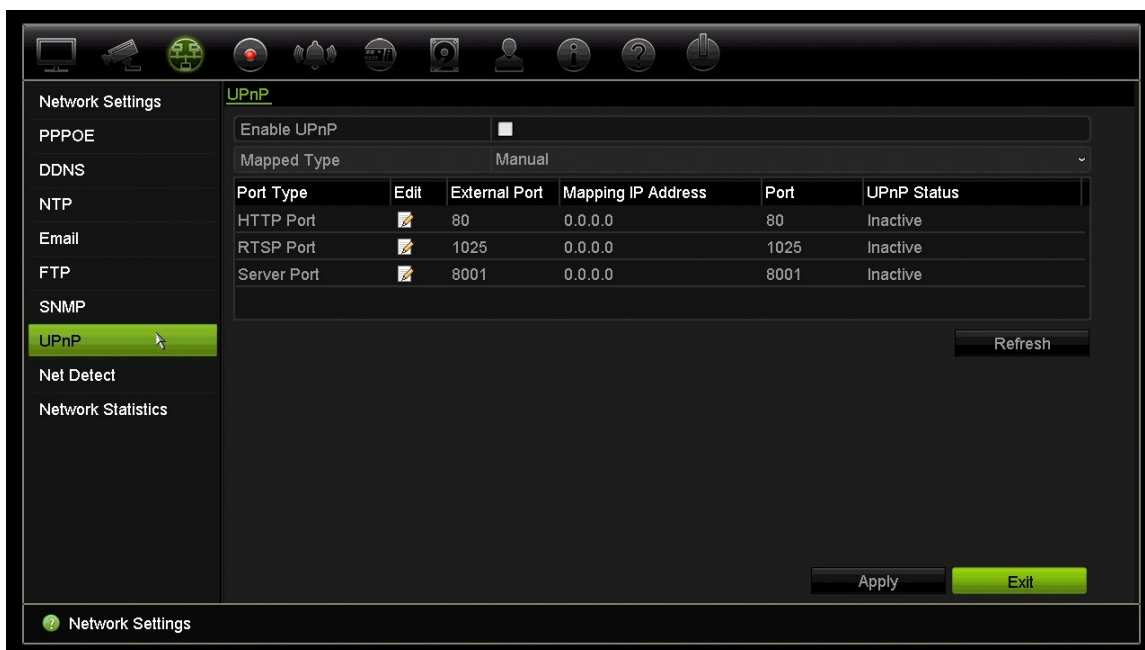 UPnP
Network Settings
PPPOE
DDNS
NTP
Email
FTP
SNMP
UPnP
Net Detect
Network Statistics
Enable UPnP
Mapped Type Manual
Port Type Edit External Port Mapping IP Address Port UPnP Status
HTTP Port 80 0.0.0.0 80 Inactive
RTSP Port 1025 0.0.0.0 1025 Inactive
Server Port 8001 0.0.0.0 8001 Inactive
Refresh
Apply Exit
? Network Settings